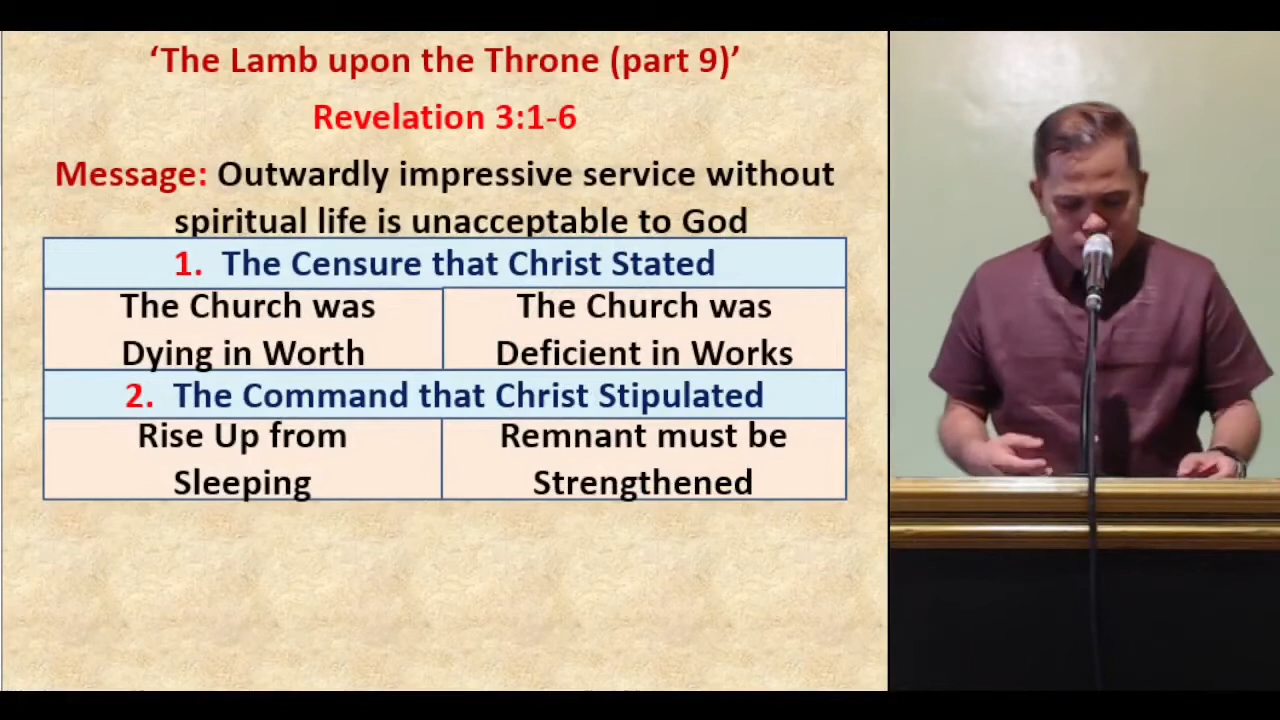 ‘The Lamb upon the Throne (part 9)’
Revelation 3:1-6
Message: Outwardly impressive service without
spiritual life is unacceptable to God
1. The Censure that Christ Stated
The Church was
Dying in Worth
The Church was
Deficient in Works
2. The Command that Christ Stipulated
Rise Up from
Sleeping
Remnant must be
Strengthened